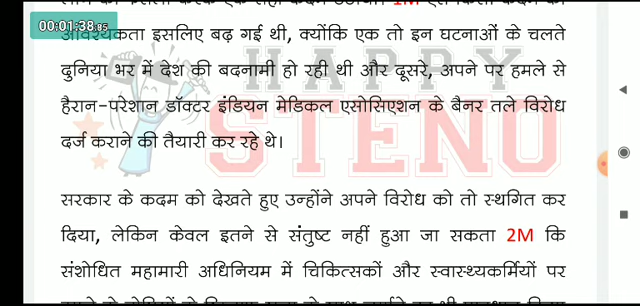 00:01:38.85
आवश्यकता इसलिए बढ़ गई थी, क्योंकि एक तो इन घटनाओं के चलते
दुनिया भर में देश की बदनामी हो रही थी और दूसरे, अपने पर हमले से
हैरान-परेशान डॉक्टर इंडियन मेडिकल एसोसिएशन के बैनर तले विरोध
दर्ज कराने की तैयारी कर रहे थे।
HAPPY
STENO
सरकार के कदम को देखते हुए उन्होंने अपने विरोध को तो स्थगित कर
दिया, लेकिन केवल इतने से संतुष्ट नहीं हुआ जा सकता 2M कि
संशोधित महामारी अधिनियम में चिकित्सकों और स्वास्थ्यकर्मियों पर